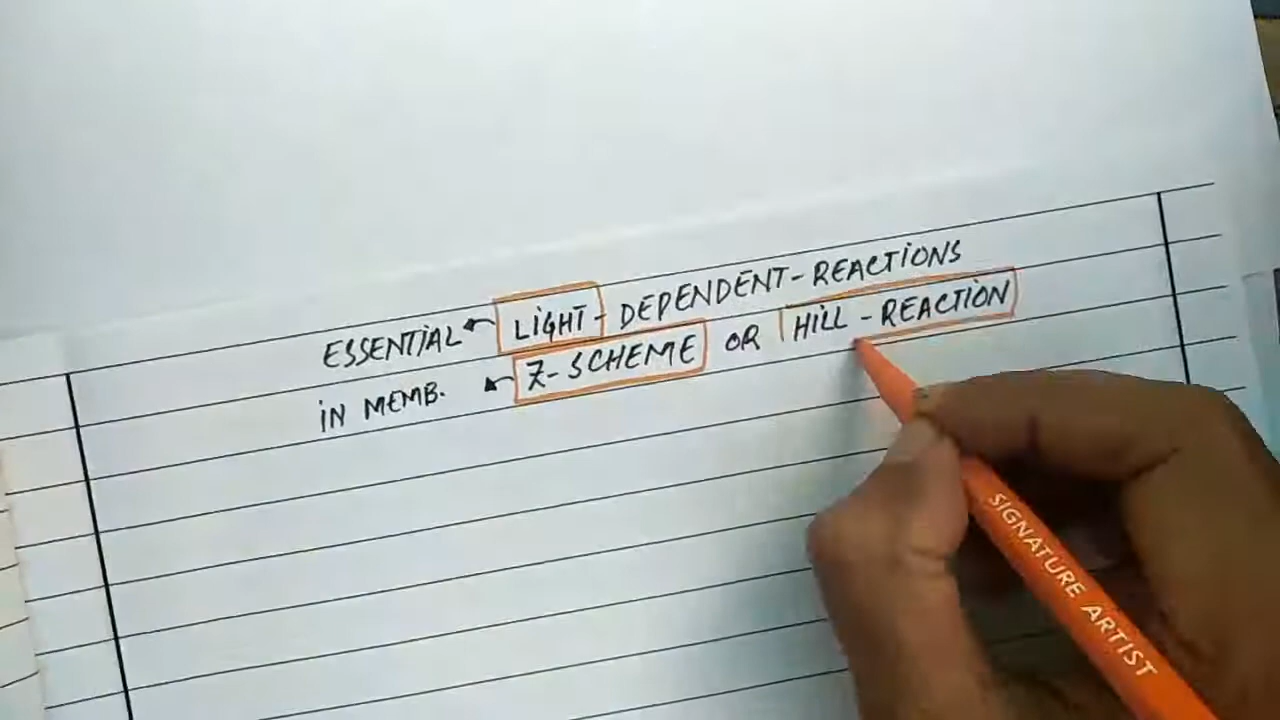 ESSENTIAL LIGHT- DEPENDENT-REACTIONS
IN MEMB. Z-SCHEME OR HILL-REACTION
SIGNATURE ARTIST